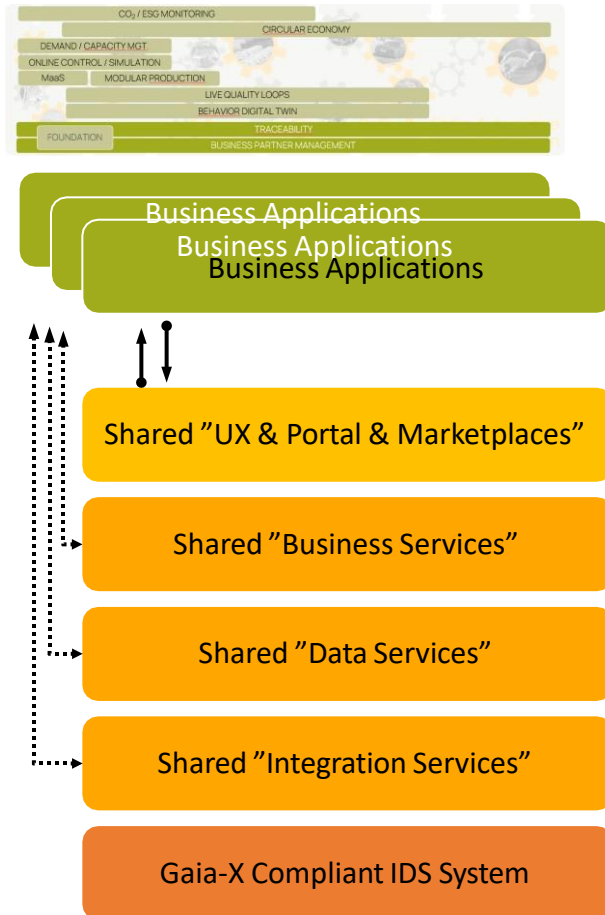 CO₂ / ESG MONITORING
CIRCULAR ECONOMY
DEMAND / CAPACITY MGT.
ONLINE CONTROL / SIMULATION
MaaS
MODULAR PRODUCTION
LIVE QUALITY LOOPS
BEHAVIOR DIGITAL TWIN
TRACEABILITY
FOUNDATION
BUSINESS PARTNER MANAGEMENT
Business Applications
Business Applications
Business Applications
Shared ”UX & Portal & Marketplaces”
Shared ”Business Services”
Shared ”Data Services”
Shared ”Integration Services”
Gaia-X Compliant IDS System